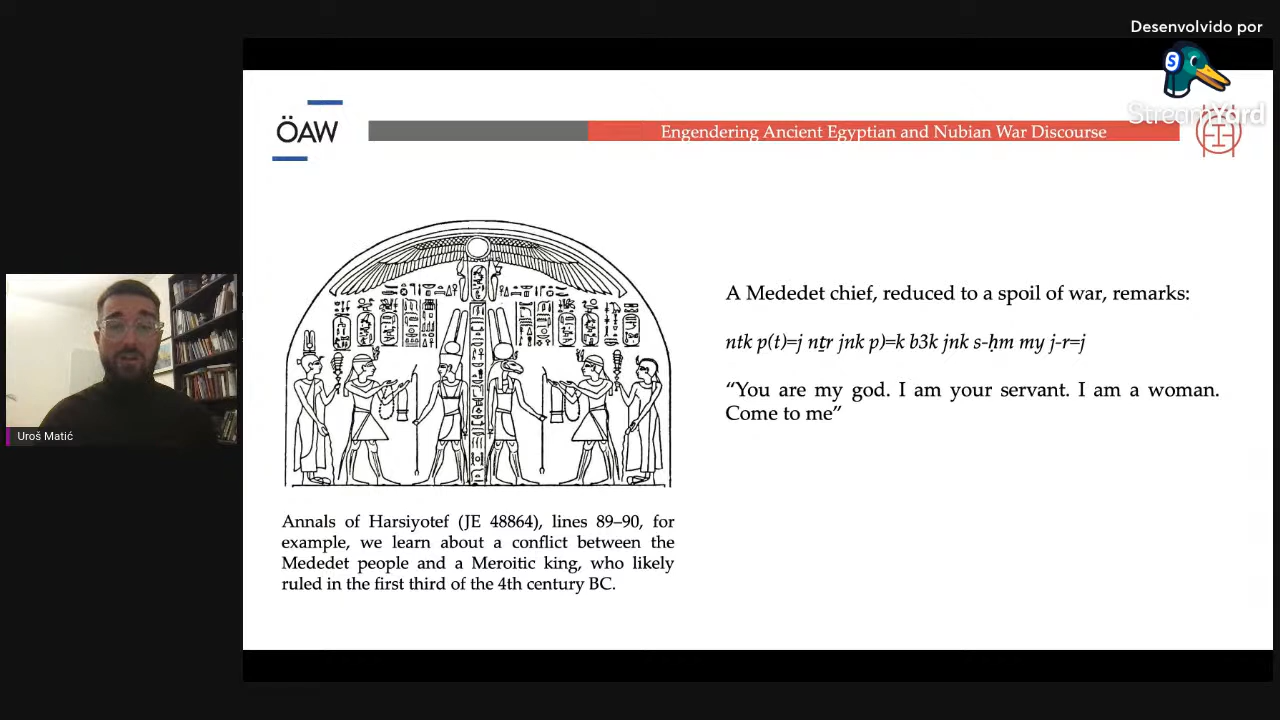 Desenvolvido por
StreamYard
ÖAW
Engendering Ancient Egyptian and Nubian War Discourse
A Mededet chief, reduced to a spoil of war, remarks:
ntk p(t)=j nṯr jnk p)=k b3k jnk s-ḥm my j-r=j
“You are my god. I am your servant. I am a woman.
Come to me”
Uroš Matić
Annals of Harsiyotef (JE 48864), lines 89–90, for
example, we learn about a conflict between the
Mededet people and a Meroitic king, who likely
ruled in the first third of the 4th century BC.